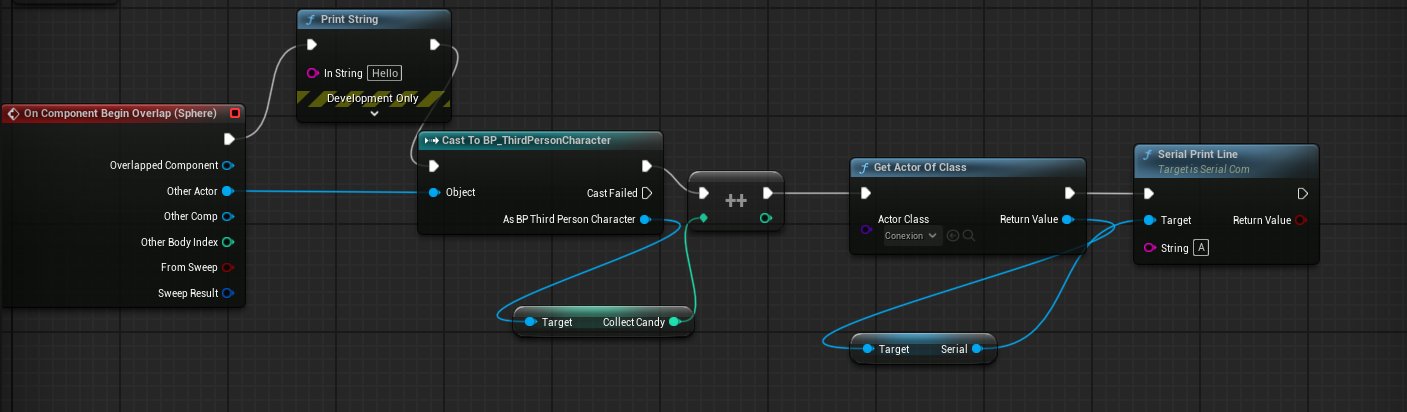 Print String
In String Hello
Development Only
On Component Begin Overlap (Sphere)
Overlapped Component
Other Actor
Other Comp
Other Body Index
From Sweep
Sweep Result
Cast To BP_ThirdPersonCharacter
Object
Cast Failed
As BP Third Person Character
++
Target Collect Candy
Get Actor Of Class
Actor Class Return Value
Conexion
Target Serial
Serial Print Line
Target is Serial Com
Target Return Value
String A